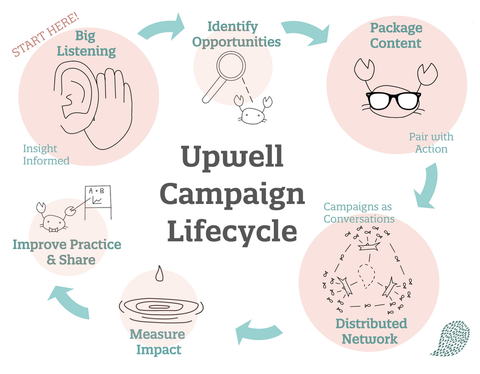 START HERE!
Big
Listening
Insight
Informed
Identify
Opportunities
Package
Content
Pair with
Action
Upwell
Campaign
Lifecycle
Campaigns as
Conversations
Distributed
Network
Measure
Impact
A + B
Improve Practice
& Share